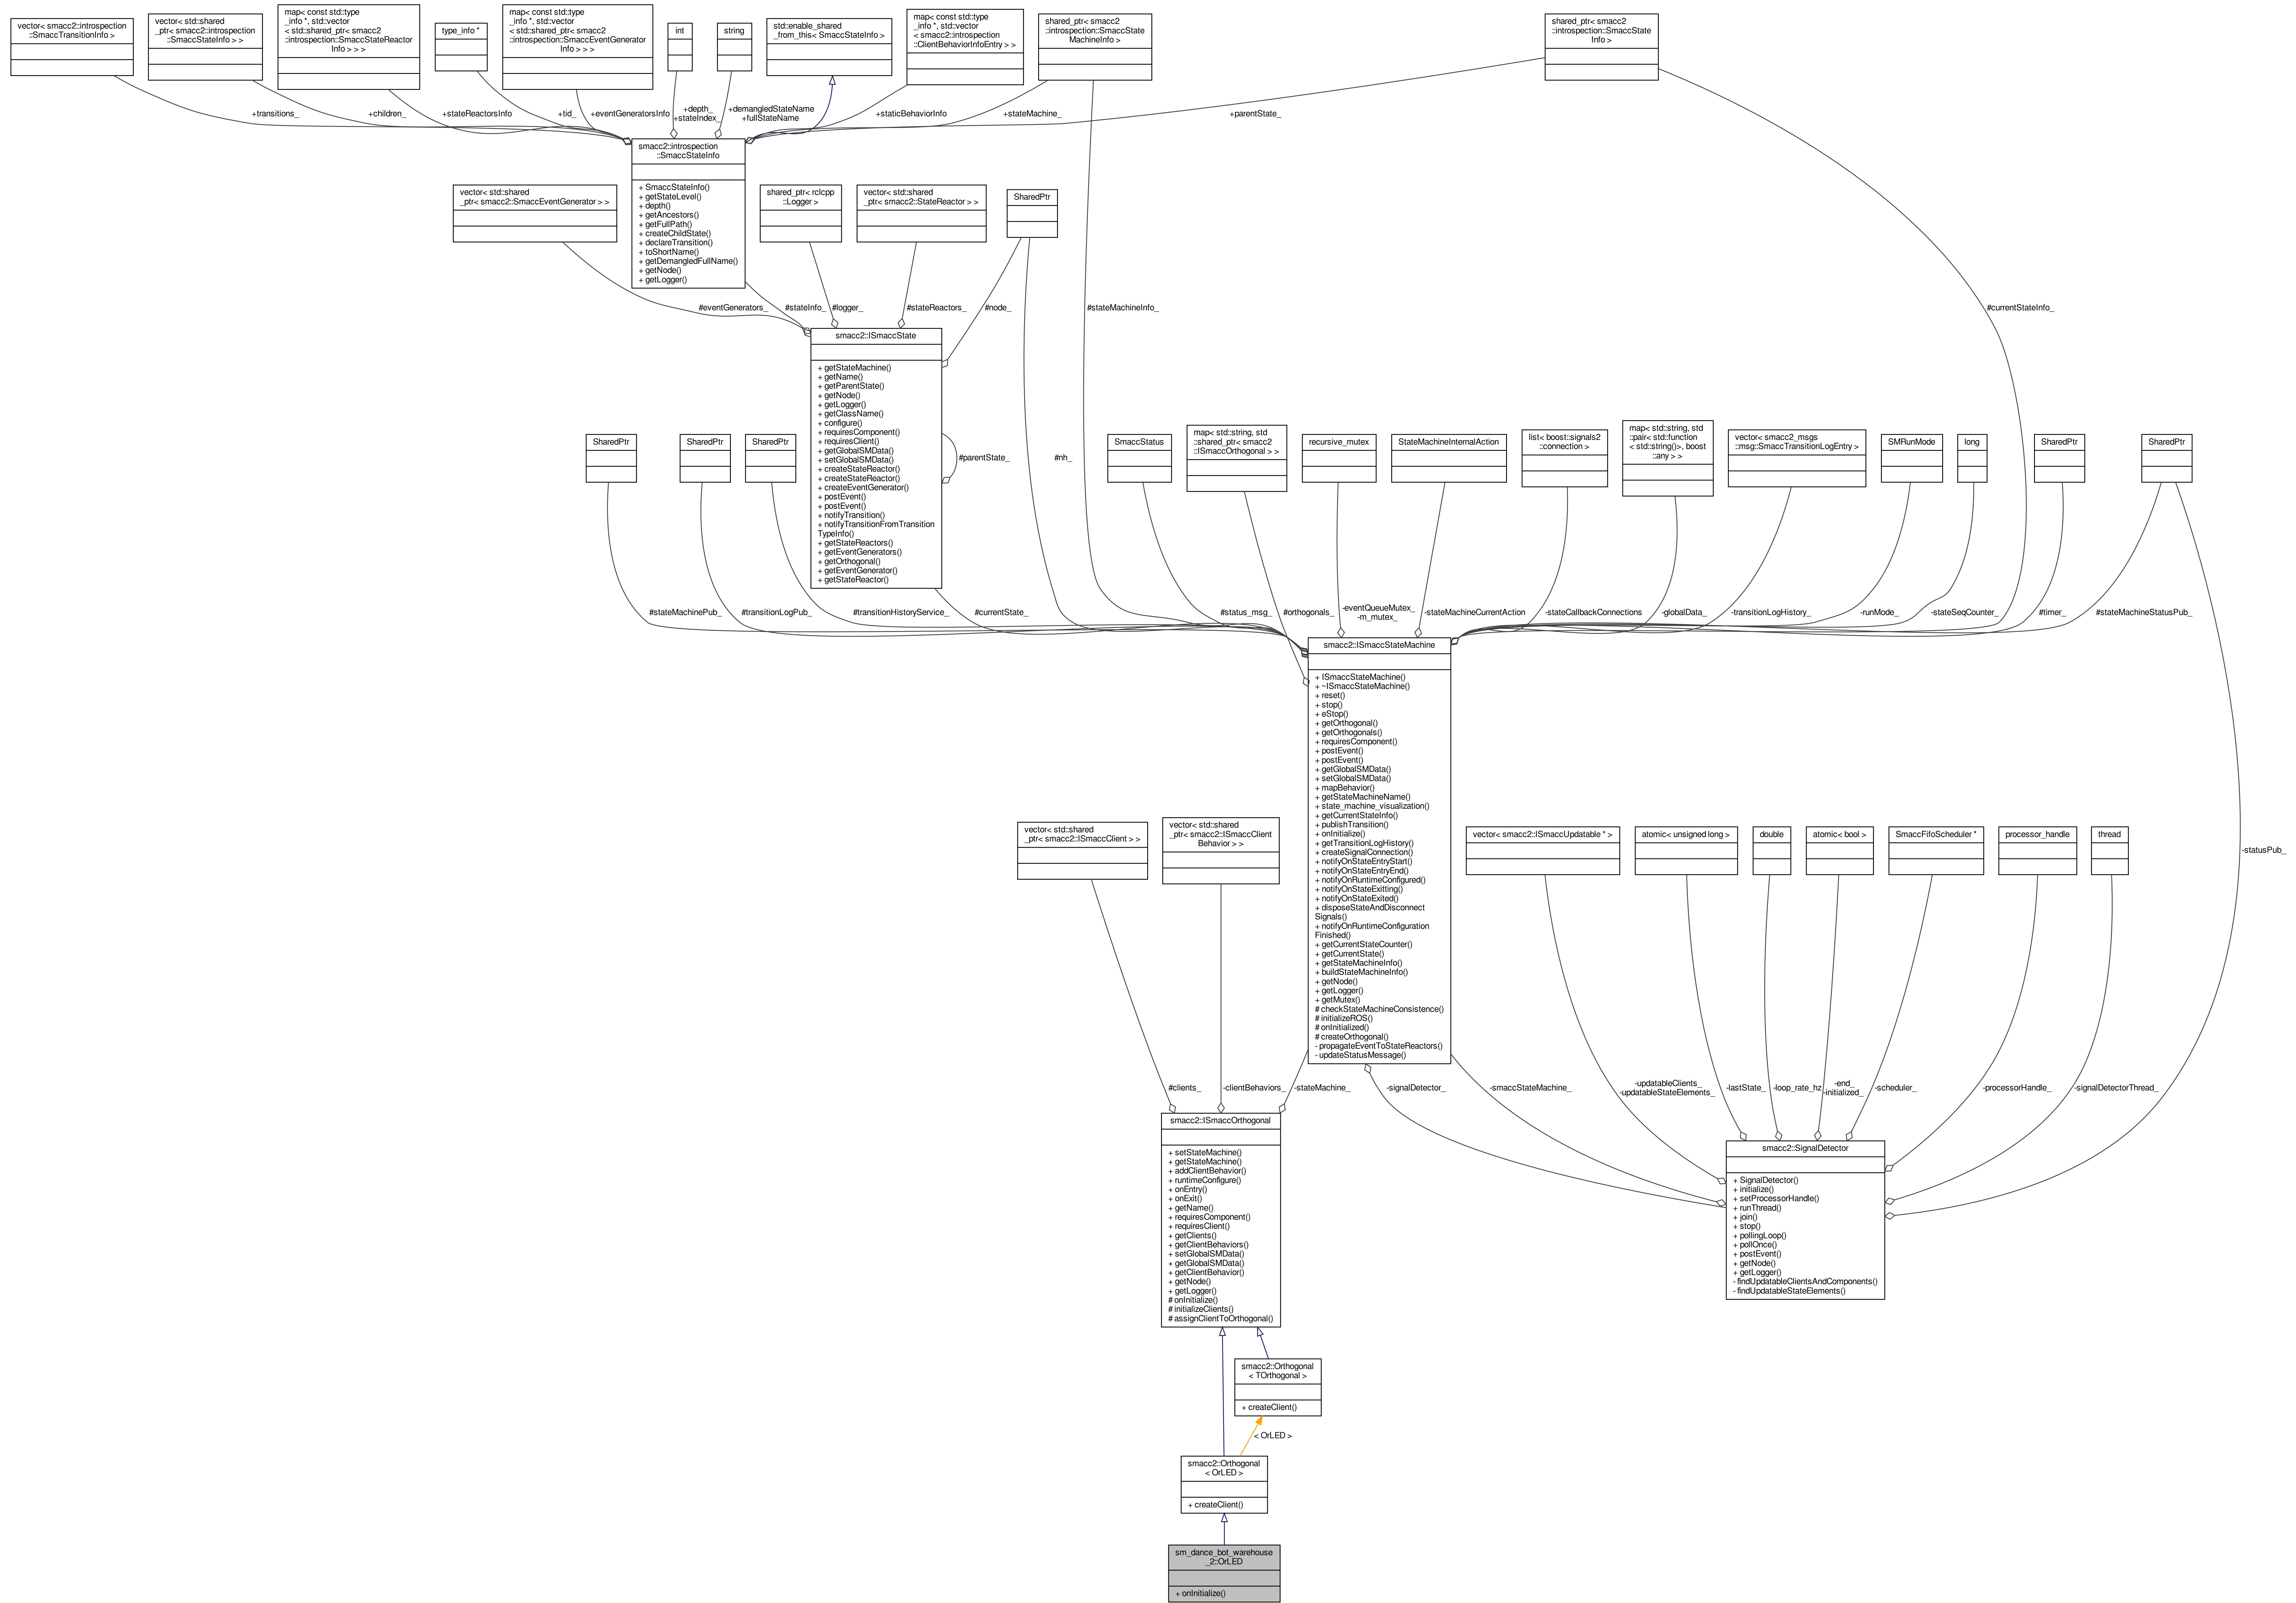 vector< smacc2::introspection
::SmaccTransitionInfo >
vector< std::shared
_ptr< smacc2::introspection
::SmaccStateInfo > >
map< const std::type
_info *, std::vector
< std::shared_ptr< smacc2
::introspection::SmaccStateReactor
Info > > >
type_info *
map< const std::type
_info *, std::vector
< std::shared_ptr< smacc2
::introspection::SmaccEventGenerator
Info > > >
int
string
std::enable_shared
_from_this< SmaccStateInfo >
map< const std::type
_info *, std::vector
< smacc2::introspection
::ClientBehaviorInfoEntry > >
shared_ptr< smacc2
::introspection::SmaccState
MachineInfo >
shared_ptr< smacc2
::introspection::SmaccState
Info >
+transitions_
+children_
+stateReactorsInfo
+tid_
+eventGeneratorsInfo
+depth_
+stateIndex_
+demangledStateName
+fullStateName
+staticBehaviorInfo
+stateMachine_
+parentState_
smacc2::introspection
::SmaccStateInfo
+ SmaccStateInfo()
+ getStateLevel()
+ depth()
+ getAncestors()
+ getFullPath()
+ createChildState()
+ declareTransition()
+ toShortName()
+ getDemangledFullName()
+ getNode()
+ getLogger()
vector< std::shared
_ptr< smacc2::SmaccEventGenerator > >
shared_ptr< rclcpp
::Logger >
vector< std::shared
_ptr< smacc2::StateReactor > >
SharedPtr
#eventGenerators_
#stateInfo_
#logger_
#stateReactors_
#node_
#stateMachineInfo_
#currentStateInfo_
smacc2::ISmaccState
+ getStateMachine()
+ getName()
+ getParentState()
+ getNode()
+ getLogger()
+ getClassName()
+ configure()
+ requiresComponent()
+ requiresClient()
+ getGlobalSMData()
+ setGlobalSMData()
+ createStateReactor()
+ createStateReactor()
+ createEventGenerator()
+ postEvent()
+ postEvent()
+ notifyTransition()
+ notifyTransitionFromTransition
TypeInfo()
+ getStateReactors()
+ getEventGenerators()
+ getOrthogonal()
+ getEventGenerator()
+ getStateReactor()
#parentState_
#nh_
SharedPtr
SharedPtr
SharedPtr
SmaccStatus
map< std::string, std
::shared_ptr< smacc2
::ISmaccOrthogonal > >
recursive_mutex
StateMachineInternalAction
list< boost::signals2
::connection >
map< std::string, std
::pair< std::function
< std::string()>, boost
::any > >
vector< smacc2_msgs
::msg::SmaccTransitionLogEntry >
SMRunMode
long
SharedPtr
SharedPtr
#stateMachinePub_
#transitionLogPub_
#transitionHistoryService_
#currentState_
#status_msg_
#orthogonals_
-eventQueueMutex_
-m_mutex_
-stateMachineCurrentAction
-stateCallbackConnections
-globalData_
-transitionLogHistory_
-runMode_
-stateSeqCounter_
#timer_
#stateMachineStatusPub_
smacc2::ISmaccStateMachine
+ ISmaccStateMachine()
+ ~ISmaccStateMachine()
+ reset()
+ stop()
+ eStop()
+ getOrthogonal()
+ getOrthogonals()
+ requiresComponent()
+ postEvent()
+ postEvent()
+ getGlobalSMData()
+ setGlobalSMData()
+ mapBehavior()
+ getStateMachineName()
+ state_machine_visualization()
+ getCurrentStateInfo()
+ publishTransition()
+ onInitialize()
+ getTransitionLogHistory()
+ createSignalConnection()
+ notifyOnStateEntryStart()
+ notifyOnStateEntryEnd()
+ notifyOnRuntimeConfigured()
+ notifyOnStateExitting()
+ notifyOnStateExited()
+ disposeStateAndDisconnect
Signals()
+ notifyOnRuntimeConfiguration
Finished()
+ getCurrentStateCounter()
+ getCurrentState()
+ getStateMachineInfo()
+ buildStateMachineInfo()
+ getNode()
+ getLogger()
+ getMutex()
# checkStateMachineConsistence()
# initializeROS()
# onInitialized()
# createOrthogonal()
- propagateEventToStateReactors()
- updateStatusMessage()
vector< std::shared
_ptr< smacc2::ISmaccClient > >
vector< std::shared
_ptr< smacc2::ISmaccClient
Behavior > >
vector< smacc2::ISmaccUpdatable * >
atomic< unsigned long >
double
atomic< bool >
SmaccFifoScheduler *
processor_handle
thread
-statusPub_
#clients_
-clientBehaviors_
-stateMachine_
-signalDetector_
-smaccStateMachine_
-updatableClients_
-updatableStateElements_
-lastState_
-loop_rate_hz
-end_
-initialized_
-scheduler_
-processorHandle_
-signalDetectorThread_
smacc2::ISmaccOrthogonal
+ setStateMachine()
+ getStateMachine()
+ addClientBehavior()
+ runtimeConfigure()
+ onEntry()
+ onExit()
+ getName()
+ requiresComponent()
+ requiresClient()
+ getClients()
+ getClientBehaviors()
+ setGlobalSMData()
+ getGlobalSMData()
+ getClientBehavior()
+ getNode()
+ getLogger()
# onInitialize()
# initializeClients()
# assignClientToOrthogonal()
smacc2::SignalDetector
+ SignalDetector()
+ initialize()
+ setProcessorHandle()
+ runThread()
+ join()
+ stop()
+ pollingLoop()
+ pollOnce()
+ postEvent()
+ getNode()
+ getLogger()
- findUpdatableClientsAndComponents()
- findUpdatableStateElements()
smacc2::Orthogonal
< TOrthogonal >
+ createClient()
< OrLED >
smacc2::Orthogonal
< OrLED >
+ createClient()
sm_dance_bot_warehouse
_2::OrLED
+ onInitialize()